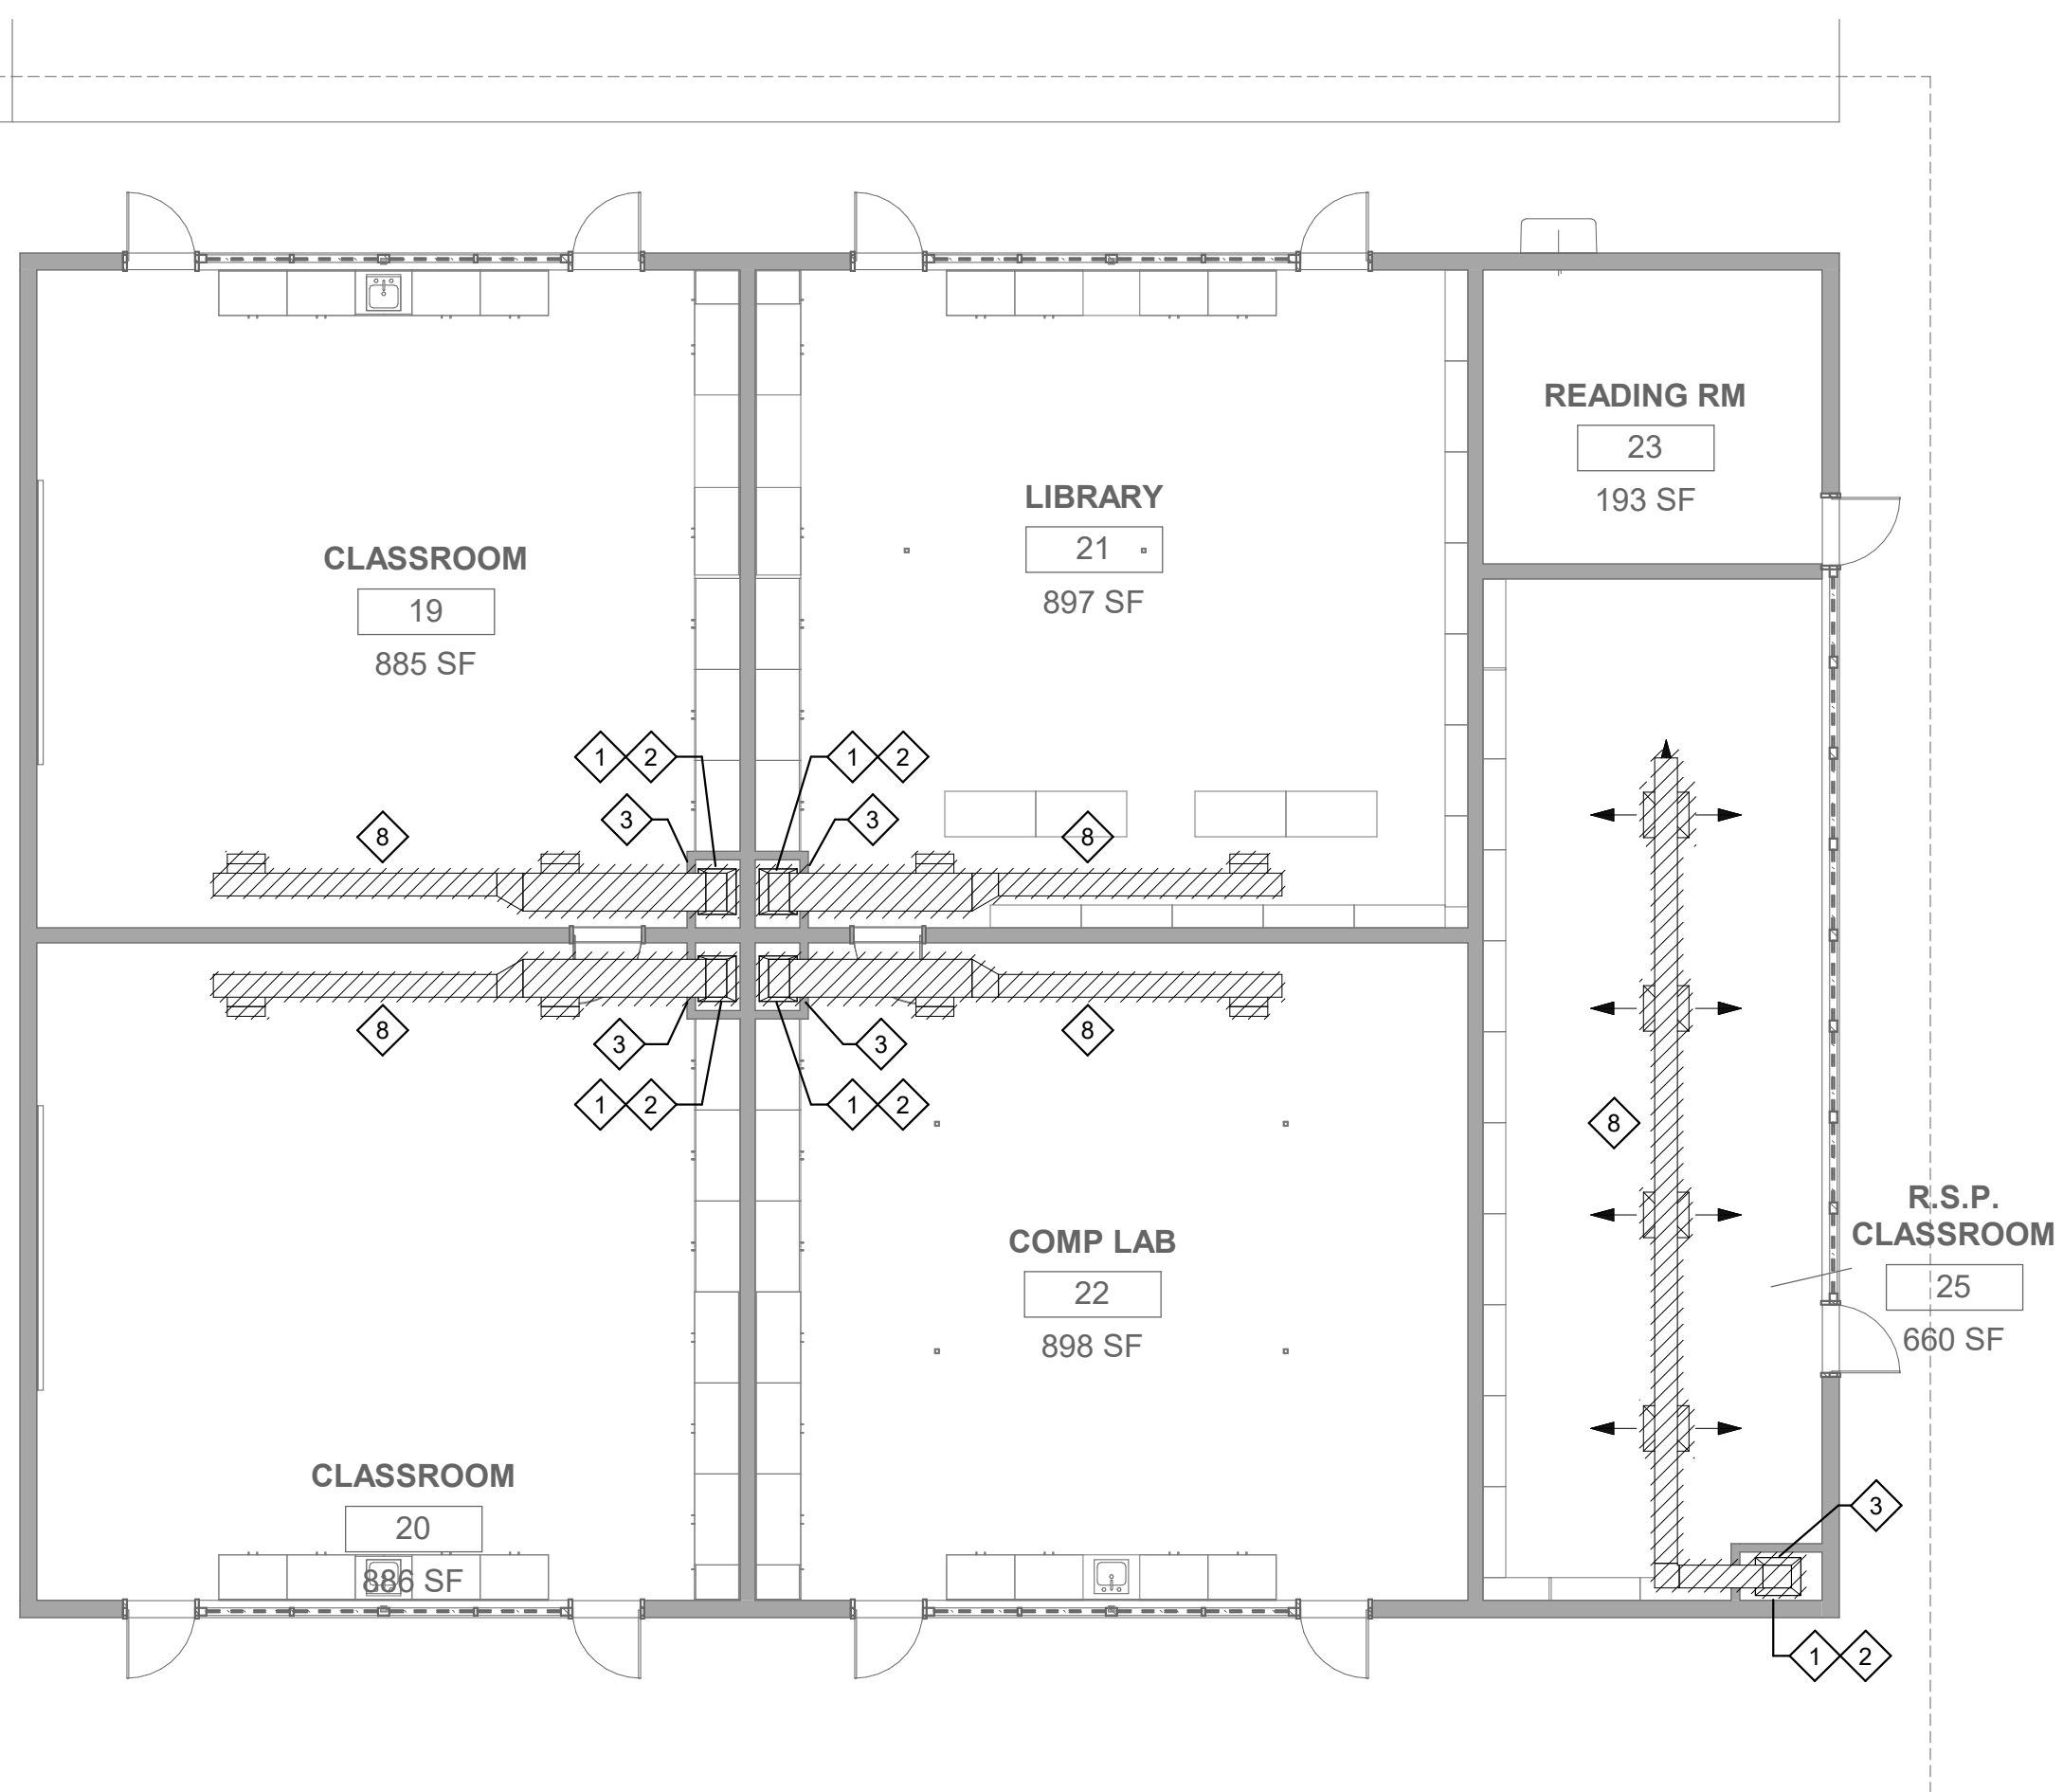 READING RM
23
193 SF
LIBRARY
21
897 SF
CLASSROOM
19
885 SF
1 2
1 2
3
3
8
8
8
8
3
3
1 2
1 2
8
R.S.P.
CLASSROOM
25
660 SF
COMP LAB
22
898 SF
CLASSROOM
20
886 SF
3
1 2